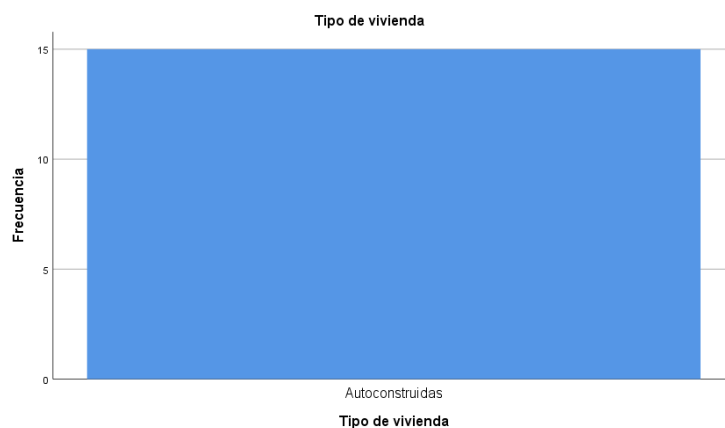 Tipo de vivienda
15
10
5
0
Frecuencia
Autoconstruidas
Tipo de vivienda